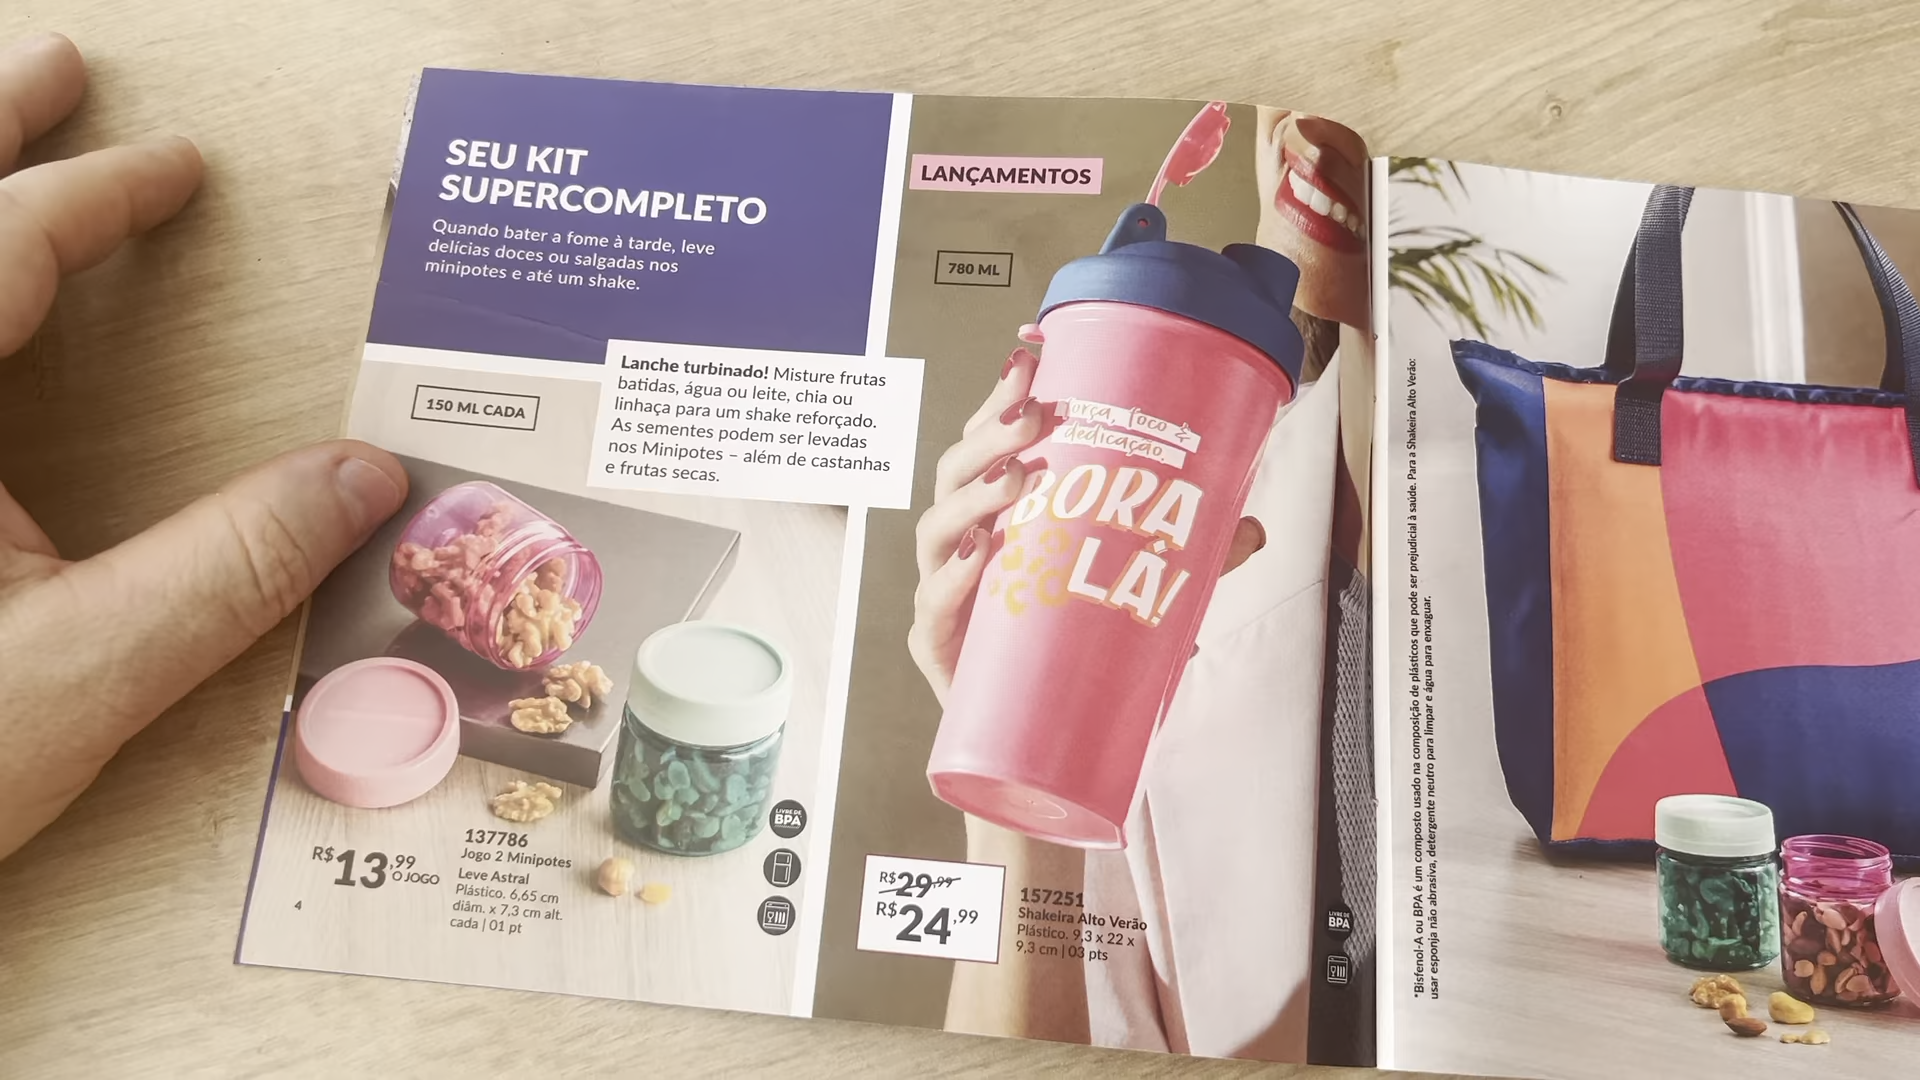 SEU KIT
SUPERCOMPLETO
Quando bater a fome à tarde, leve
delícias doces ou salgadas nos
minipotes e até um shake.
150 ML CADA
Lanche turbinado! Misture frutas
batidas, água ou leite, chia ou
linhaça para um shake reforçado.
As sementes podem ser levadas
nos Minipotes – além de castanhas
e frutas secas.
R$13,99
O JOGO
137786
Jogo 2 Minipotes
Leve Astral
Plástico. 6,65 cm
diâm. x 7,3 cm alt.
cada | 01 pt
LIVRE DE
BPA
4
LANÇAMENTOS
780 ML
força, foco &
dedicação.
BORA
LÁ!
R$29,99
R$24,99
157251
Shakeira Alto Verão
Plástico. 9,3 x 22 x
9,3 cm | 03 pts
LIVRE DE
BPA
*Bisfenol-A ou BPA é um composto usado na composição de plásticos que pode ser prejudicial à saúde. Para a Shakeira Alto Verão:
usar esponja não abrasiva, detergente neutro para limpar e água para enxaguar.